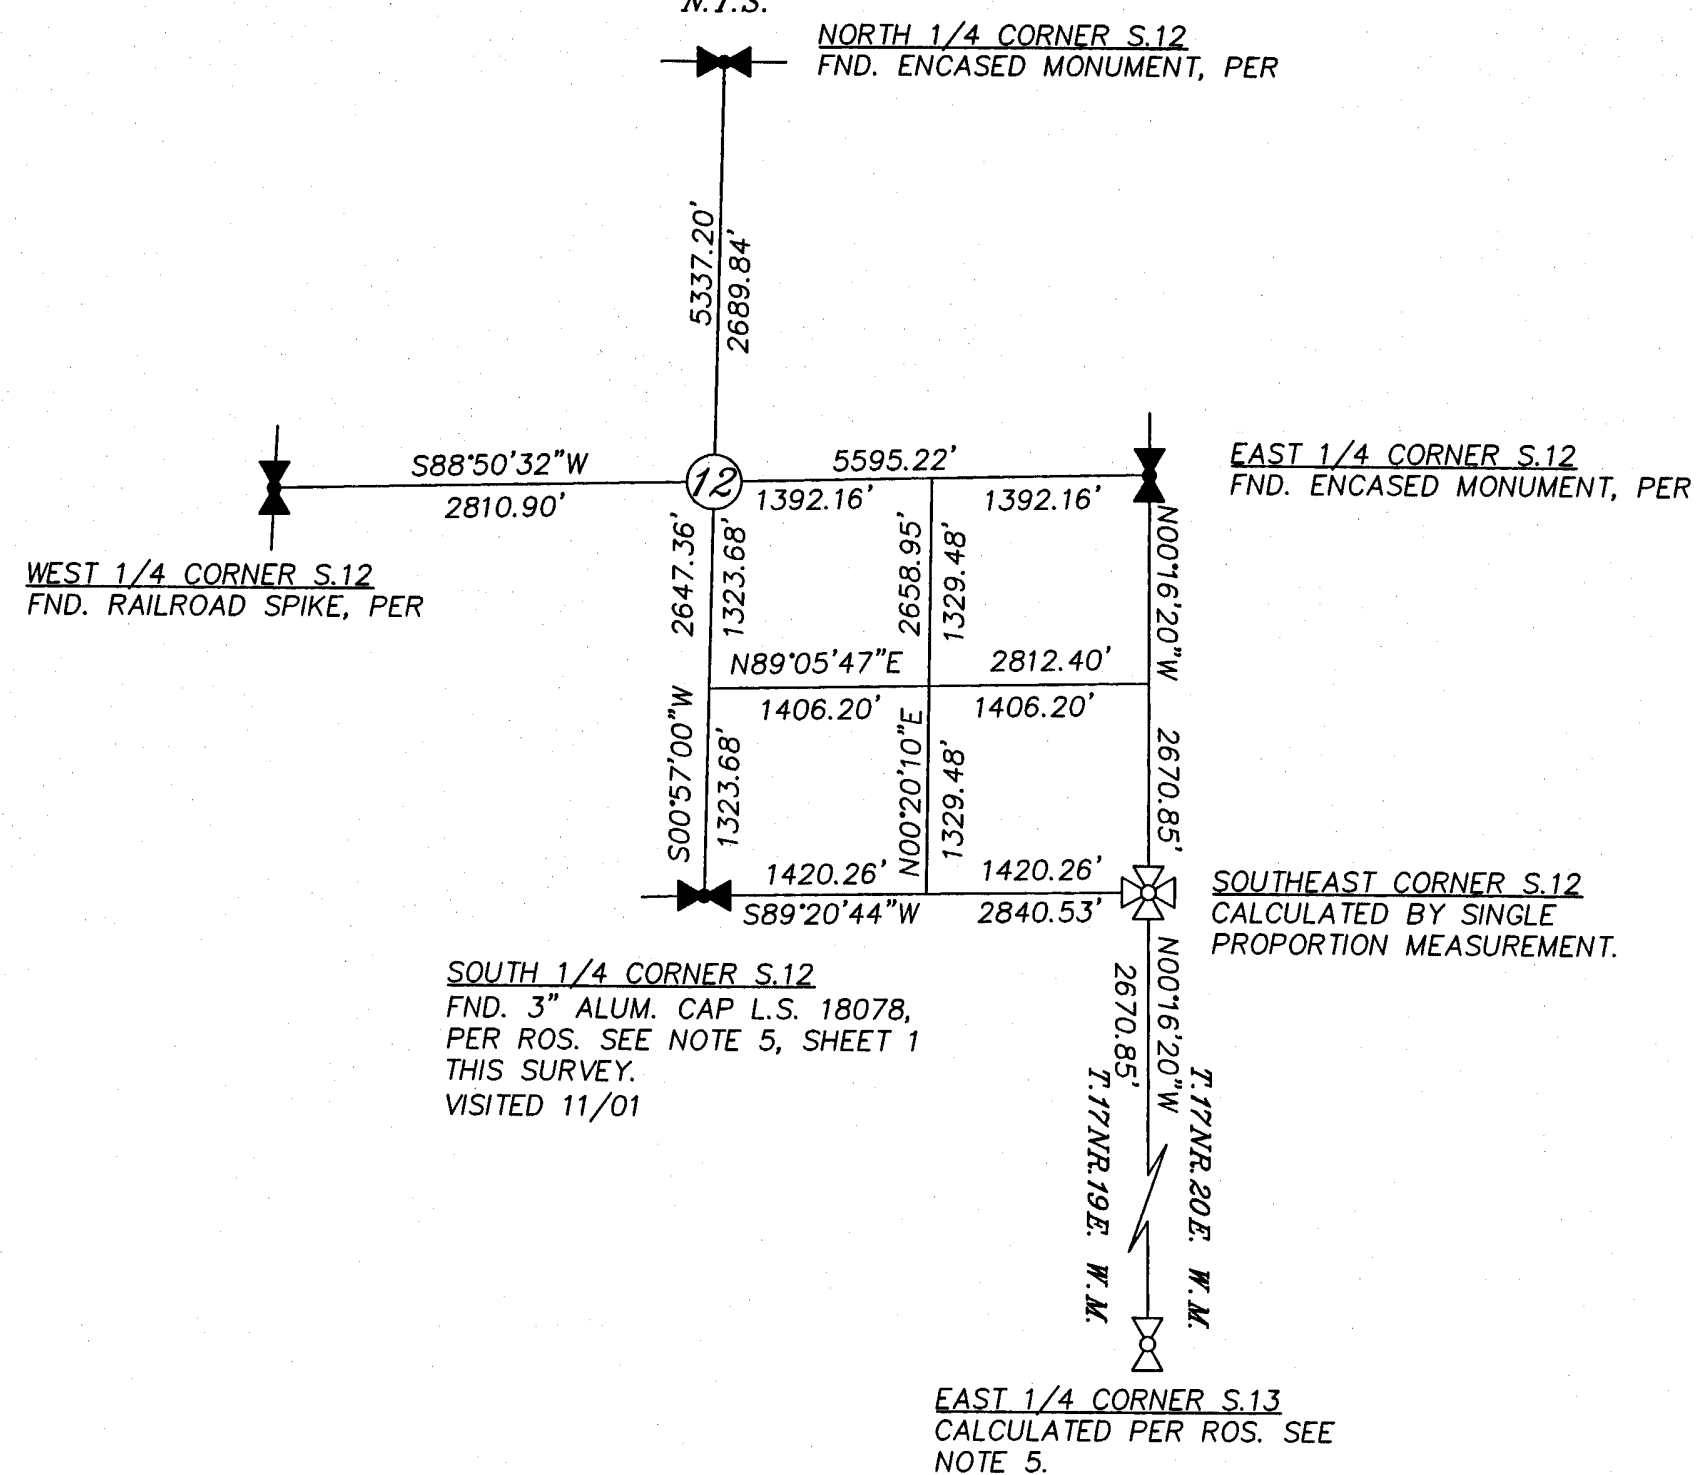 N.T.S.
NORTH 1/4 CORNER S.12
FND. ENCASED MONUMENT, PER
5337.20'
2689.84'
S88°50'32"W
2810.90'
12
5595.22'
1392.16'
1392.16'
EAST 1/4 CORNER S.12
FND. ENCASED MONUMENT, PER
WEST 1/4 CORNER S.12
FND. RAILROAD SPIKE, PER
2647.36'
1323.68'
2658.95'
1329.48'
N00°16'20"W
N89°05'47"E
2812.40'
1406.20'
1406.20'
S00°57'00"W
1323.68'
N00°20'10"E
1329.48'
2670.85'
1420.26'
1420.26'
S89°20'44"W
2840.53'
SOUTHEAST CORNER S.12
CALCULATED BY SINGLE
PROPORTION MEASUREMENT.
SOUTH 1/4 CORNER S.12
FND. 3" ALUM. CAP L.S. 18078,
PER ROS. SEE NOTE 5, SHEET 1
THIS SURVEY.
VISITED 11/01
2670.85'
N00°16'20"W
T.17N R.19E. W.M.
T.17N R.20E. W.M.
EAST 1/4 CORNER S.13
CALCULATED PER ROS. SEE
NOTE 5.